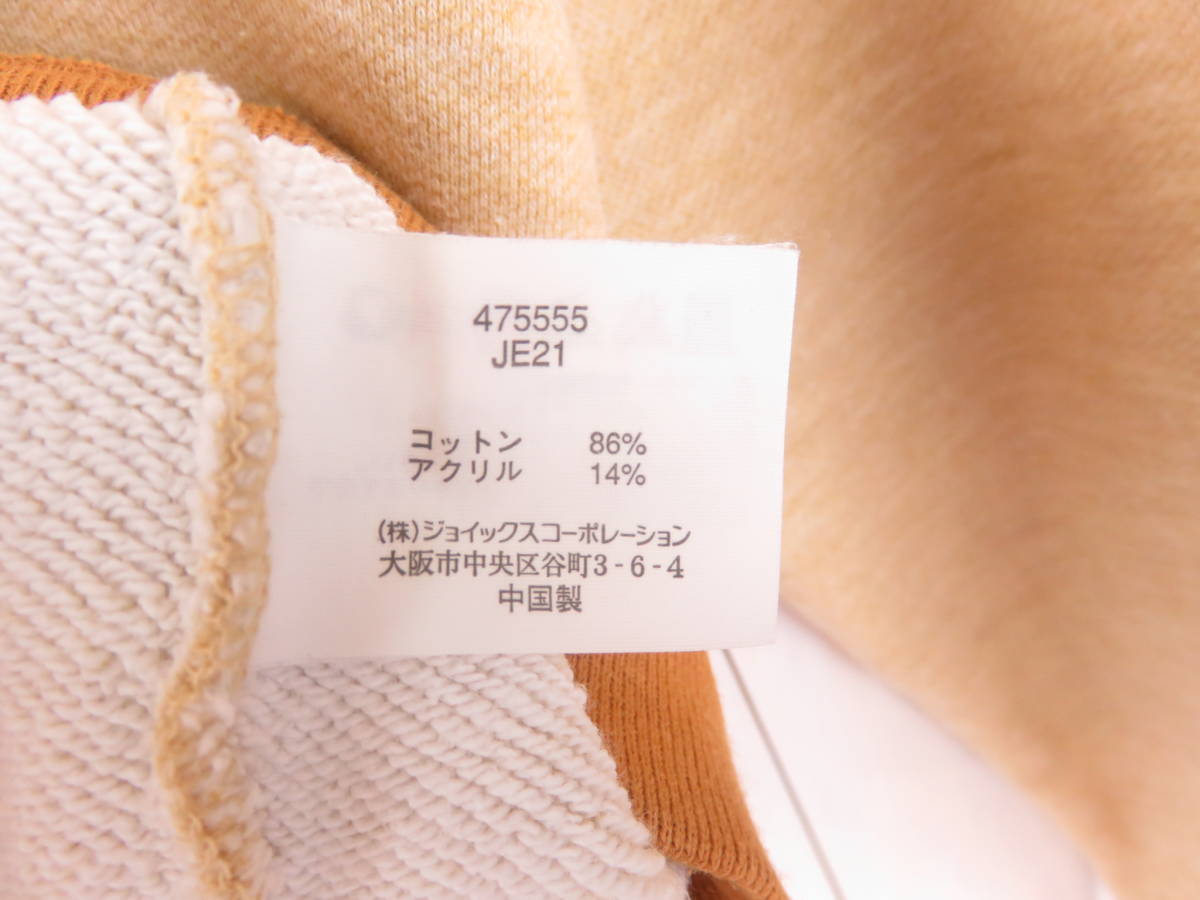 475555
JE21
コットン 86%
アクリル 14%
(株)ジョイックスコーポレーション
大阪市中央区谷町3-6-4
中国製